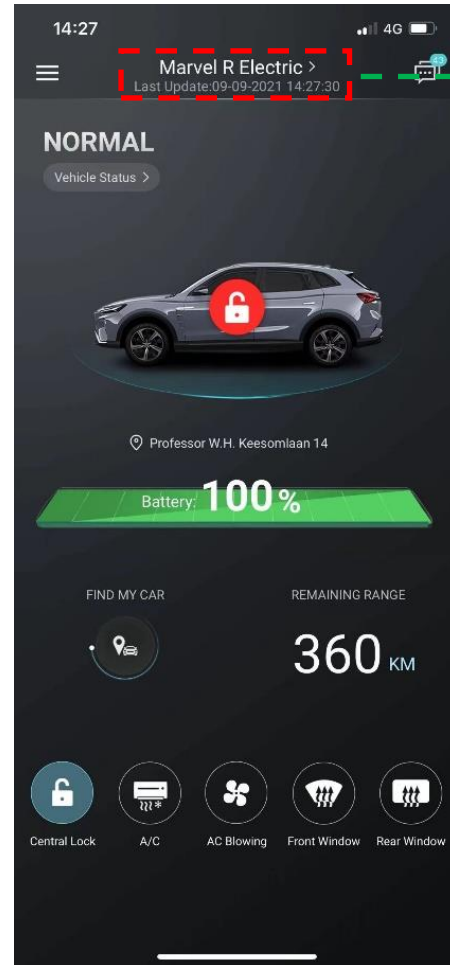 14:27
4G
Marvel R Electric >
Last Update:09-09-2021 14:27:30
43
NORMAL
Vehicle Status >
Professor W.H. Keesomlaan 14
Battery: 100%
FIND MY CAR
REMAINING RANGE
360 KM
Central Lock
A/C
AC Blowing
Front Window
Rear Window